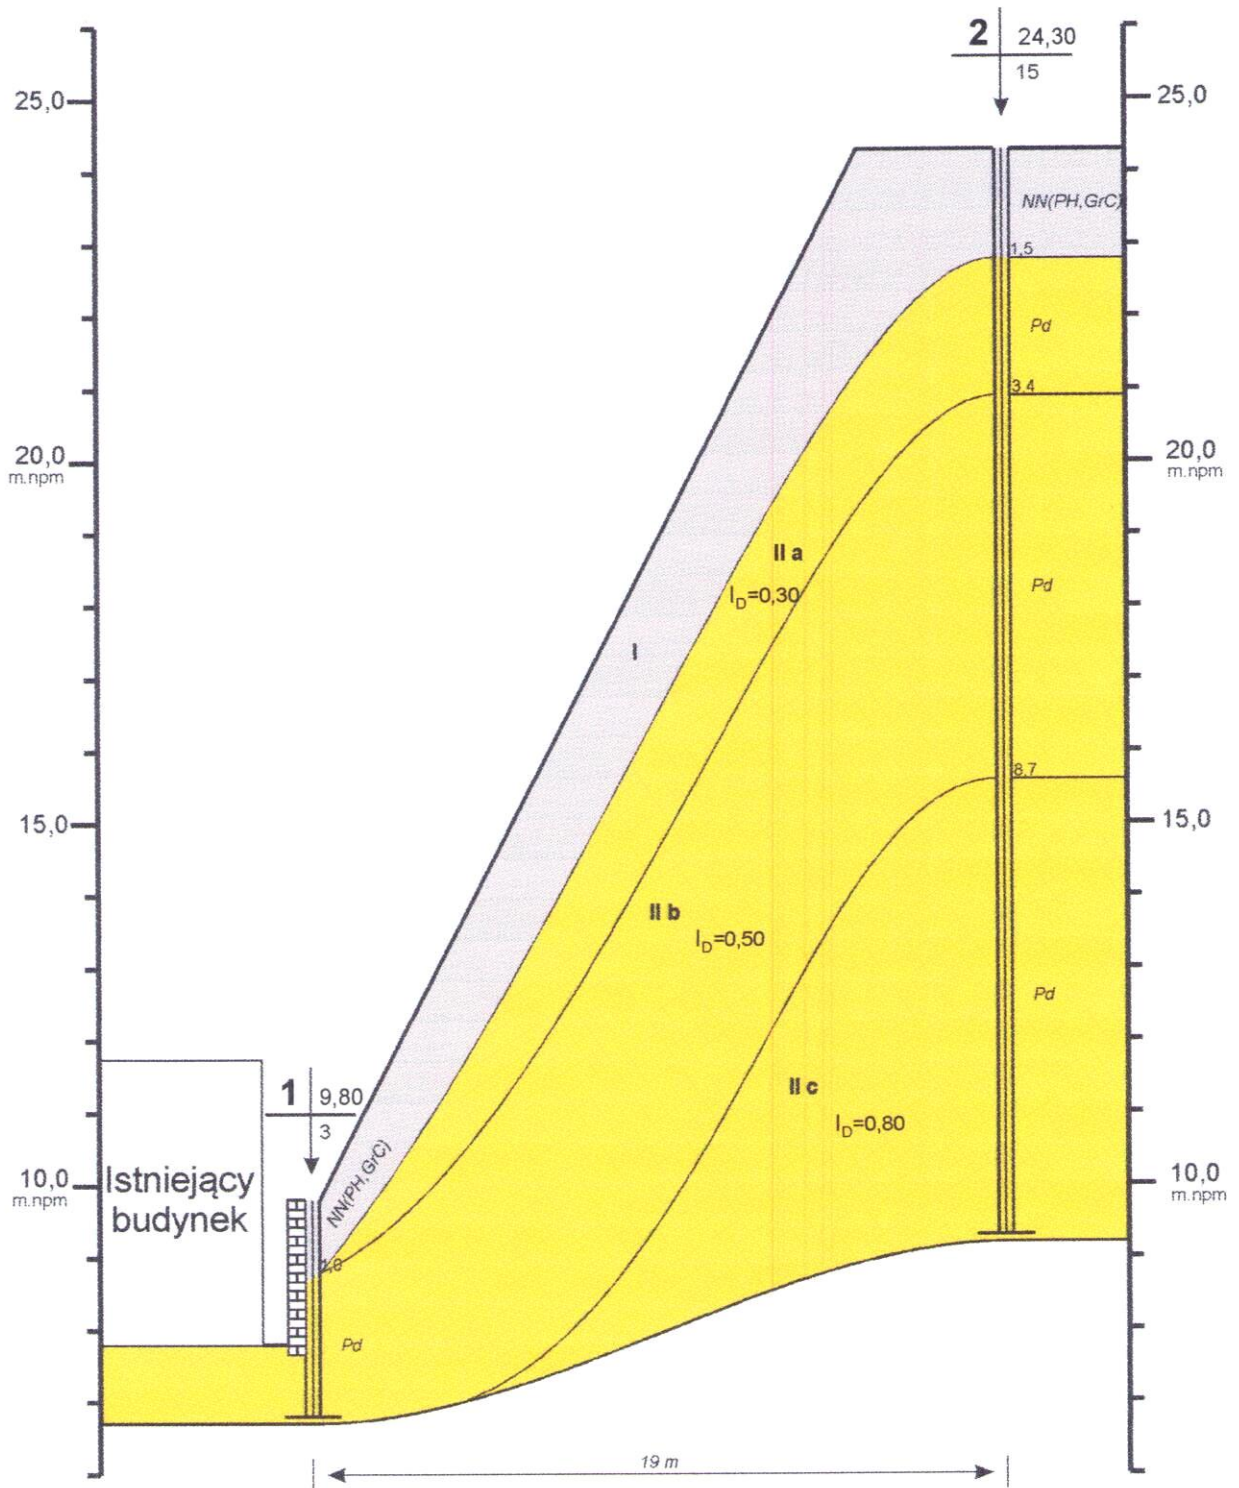 2 24,30
15
25,0
25,0
NN(PH,GrC)
1,5
Pd
3,4
20,0
m.npm
20,0
m.npm
II a
I_D=0,30
Pd
I
8,7
15,0
15,0
II b
I_D=0,50
Pd
II c
I_D=0,80
1 9,80
3
NN(PH,GrC)
10,0
m.npm
10,0
m.npm
Istniejący
budynek
1,0
Pd
19 m